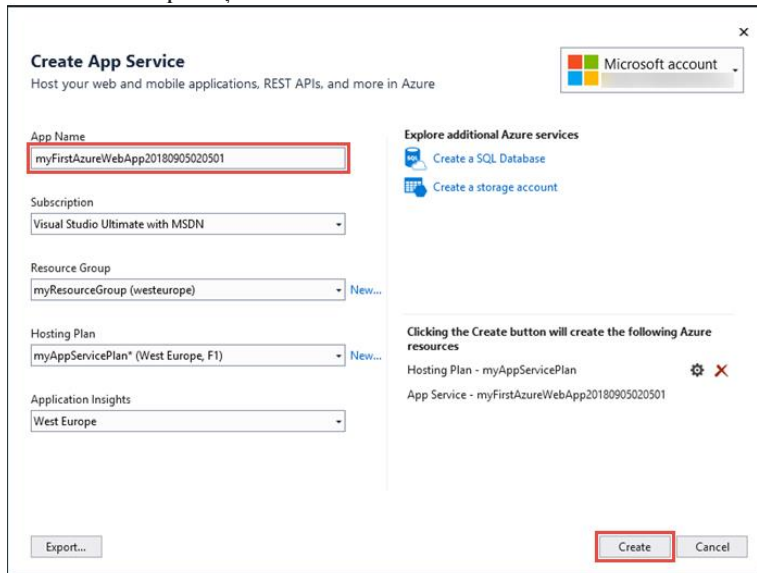 Create App Service
Host your web and mobile applications, REST APIs, and more in Azure
Microsoft account
App Name
myFirstAzureWebApp20180905020501
Subscription
Visual Studio Ultimate with MSDN
Resource Group
myResourceGroup (westeurope)
New...
Hosting Plan
myAppServicePlan* (West Europe, F1)
New...
Application Insights
West Europe
Explore additional Azure services
Create a SQL Database
Create a storage account
Clicking the Create button will create the following Azure
resources
Hosting Plan - myAppServicePlan
App Service - myFirstAzureWebApp20180905020501
Export...
Create
Cancel